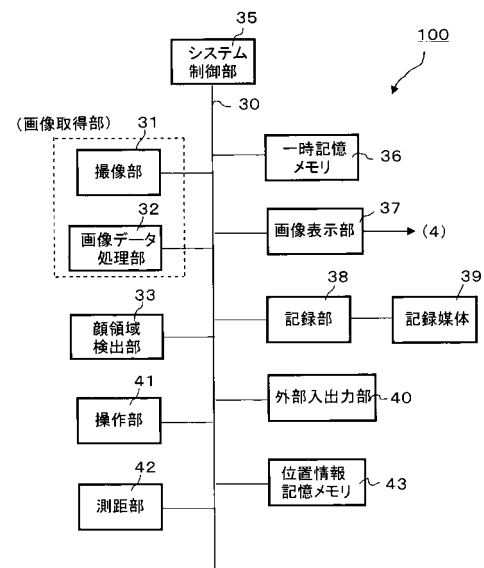 35
100
システム
制御部
30
(画像取得部)
31
撮像部
一時記憶
メモリ
36
32
画像データ
処理部
37
画像表示部
(4)
33
顔領域
検出部
38
記録部
39
記録媒体
41
操作部
外部入出力部
40
42
測距部
位置情報
記憶メモリ
43